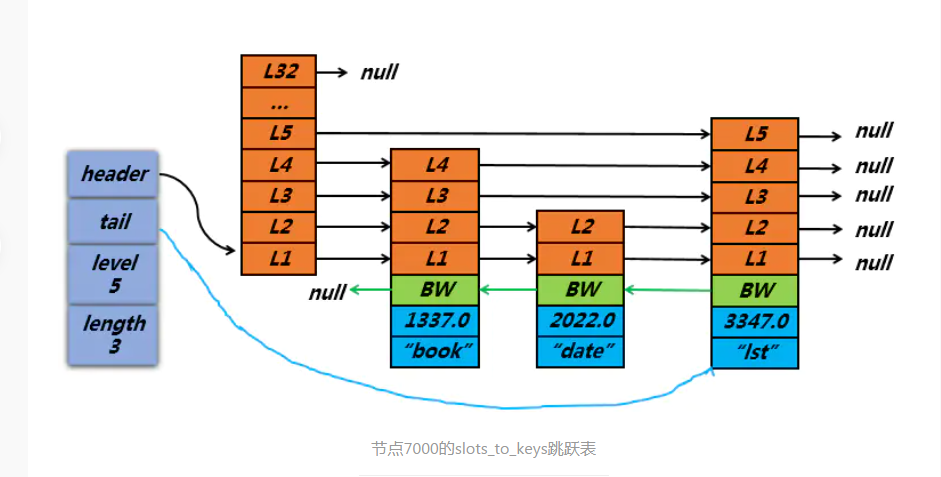 header
tail
level
5
length
3
L32
...
L5
L4
L3
L2
L1
null
L4
L3
L2
L1
BW
1337.0
“book”
null
L2
L1
BW
2022.0
“date”
L5
L4
L3
L2
L1
BW
3347.0
“lst”
null
null
null
null
null
节点7000的slots_to_keys跳跃表